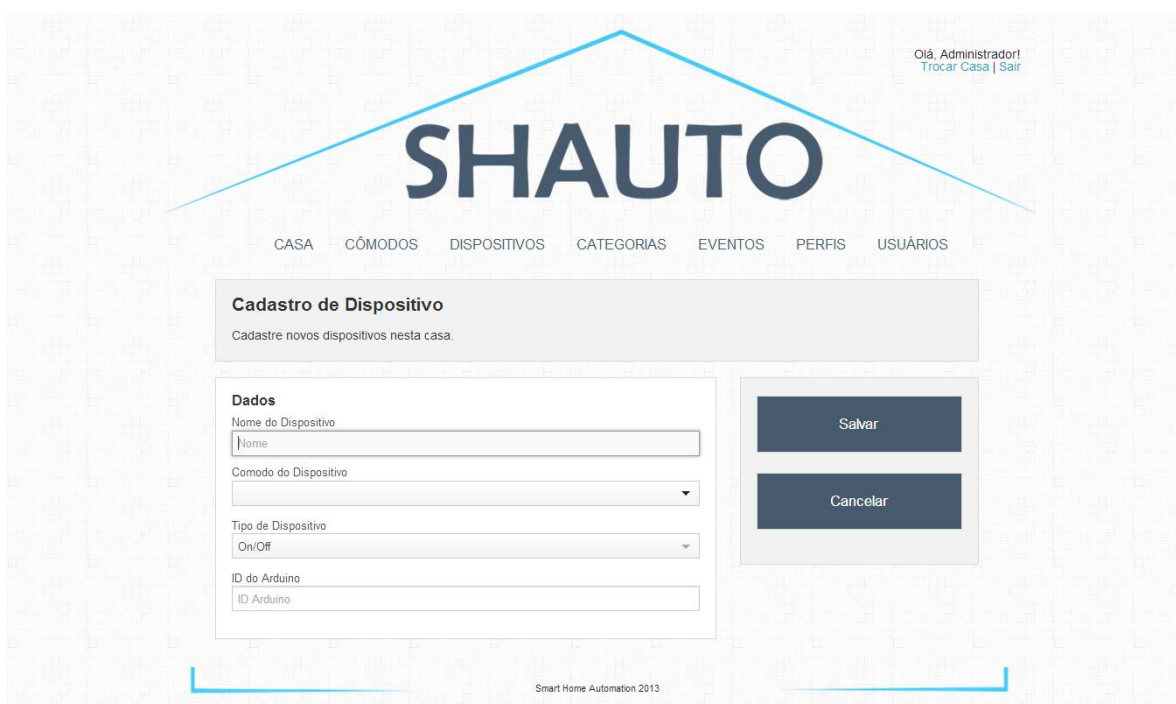 Olá, Administrador!
Trocar Casa | Sair
SHAUTO
CASA CÔMODOS DISPOSITIVOS CATEGORIAS EVENTOS PERFIS USUÁRIOS
Cadastro de Dispositivo
Cadastre novos dispositivos nesta casa.
Dados
Nome do Dispositivo
Nome
Comodo do Dispositivo
Tipo de Dispositivo
On/Off
ID do Arduino
ID Arduino
Salvar
Cancelar
Smart Home Automation 2013